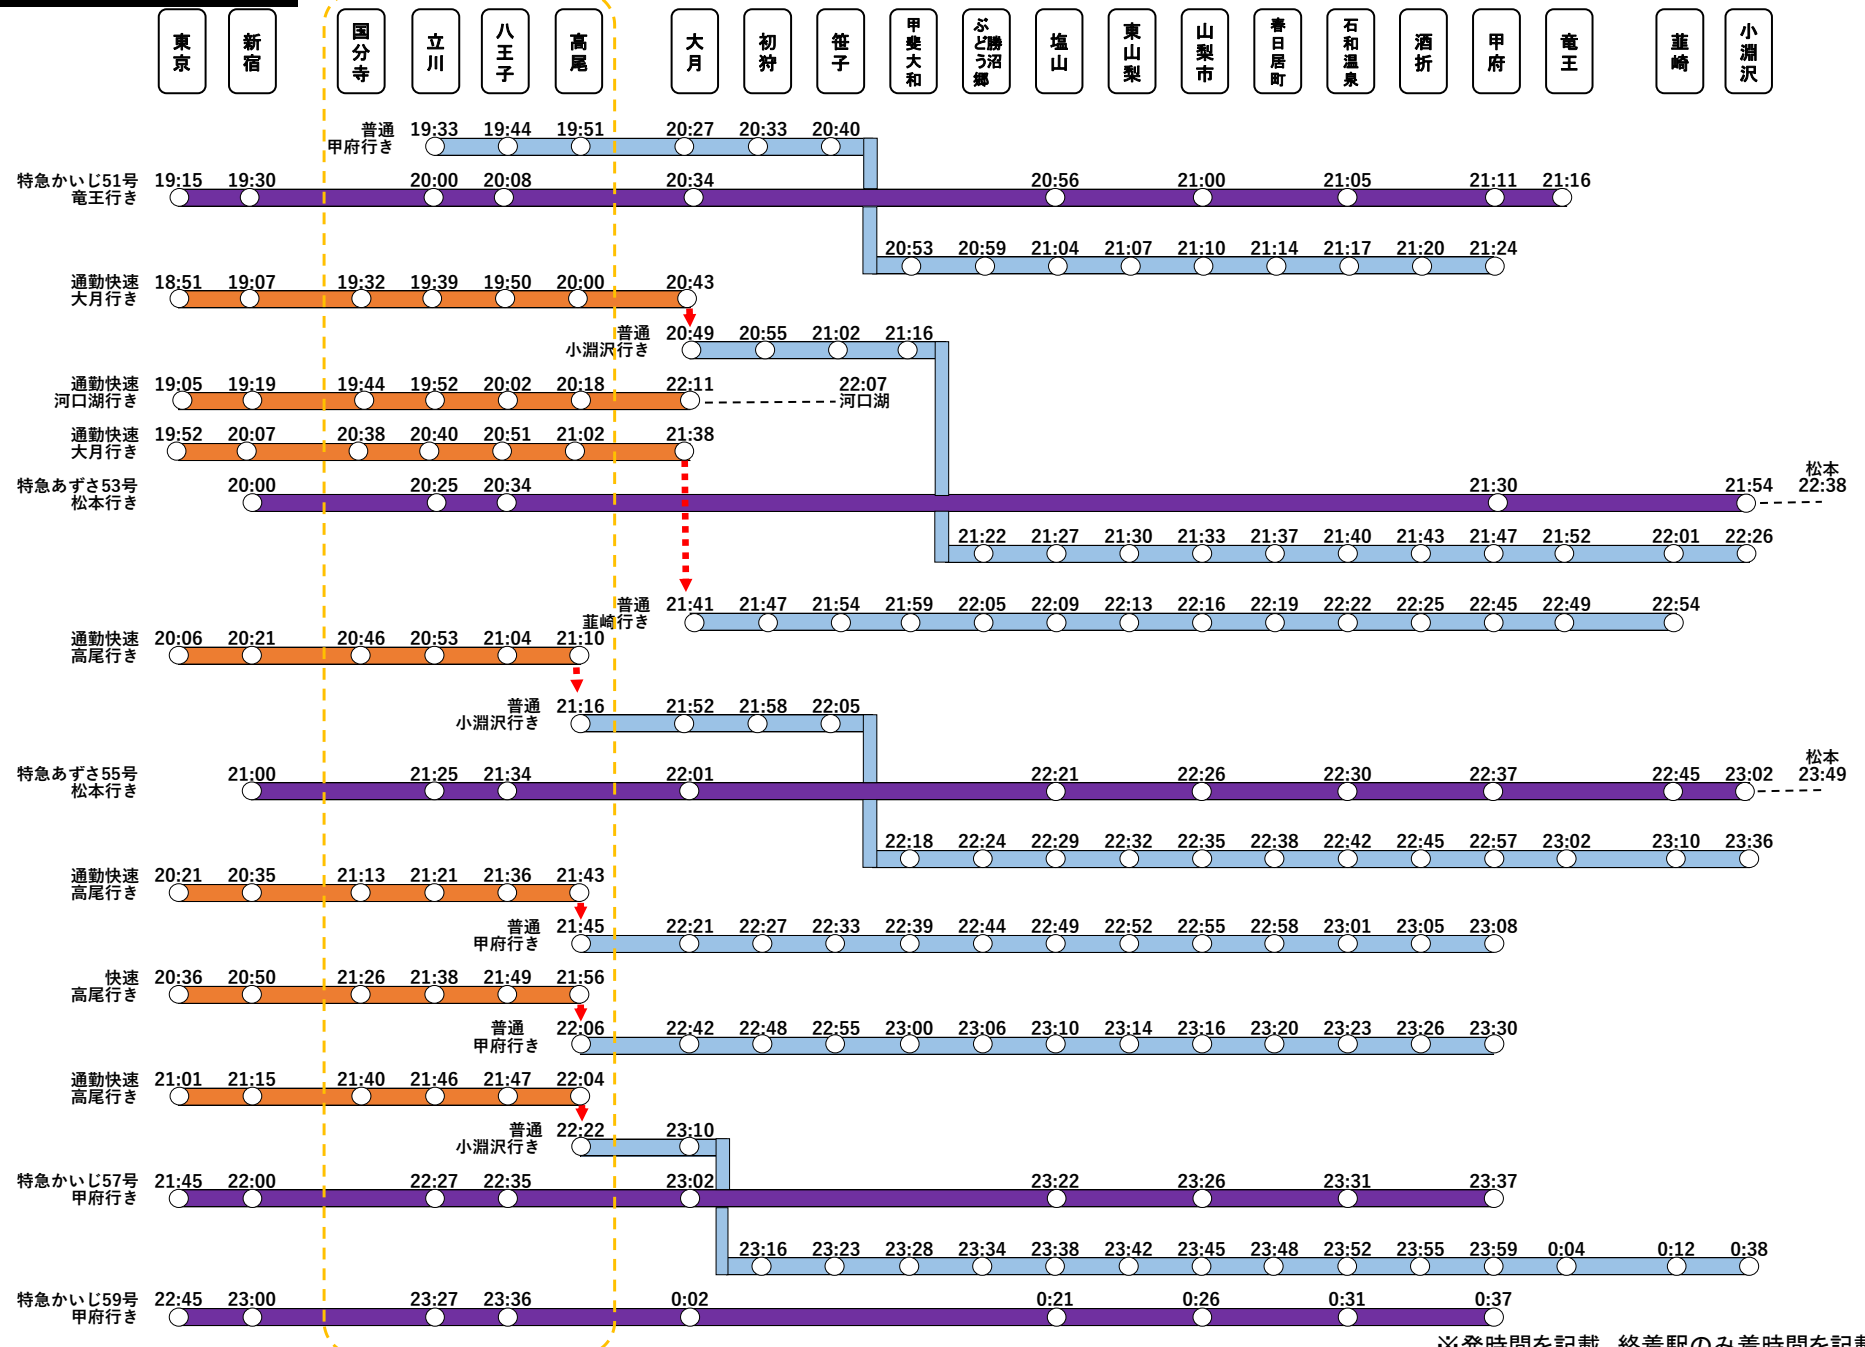 東京 新宿 国分寺 立川 八王子 高尾 大月 初狩 笹子 甲斐大和 勝沼ぶどう郷 塩山 東山梨 山梨市 春日居町 石和温泉 酒折 甲府 竜王 韮崎 小淵沢
普通 19:33 19:44 19:51 20:27 20:33 20:40
甲府行き
特急かいじ51号 19:15 19:30 20:00 20:08 20:34 20:56 21:00 21:05 21:11 21:16
竜王行き
20:53 20:59 21:04 21:07 21:10 21:14 21:17 21:20 21:24
通勤快速 18:51 19:07 19:32 19:39 19:50 20:00 20:43
大月行き
普通 20:49 20:55 21:02 21:16
小淵沢行き
通勤快速 19:05 19:19 19:44 19:52 20:02 20:18 22:11 22:07
河口湖行き 河口湖
通勤快速 19:52 20:07 20:38 20:40 20:51 21:02 21:38
大月行き
松本
特急あずさ53号 20:00 20:25 20:34 21:30 21:54 22:38
松本行き
21:22 21:27 21:30 21:33 21:37 21:40 21:43 21:47 21:52 22:01 22:26
普通 21:41 21:47 21:54 21:59 22:05 22:09 22:13 22:16 22:19 22:22 22:25 22:45 22:49 22:54
韮崎行き
通勤快速 20:06 20:21 20:46 20:53 21:04 21:10
高尾行き
普通 21:16 21:52 21:58 22:05
小淵沢行き
松本
特急あずさ55号 21:00 21:25 21:34 22:01 22:21 22:26 22:30 22:37 22:45 23:02 23:49
松本行き
22:18 22:24 22:29 22:32 22:35 22:38 22:42 22:45 22:57 23:02 23:10 23:36
通勤快速 20:21 20:35 21:13 21:21 21:36 21:43
高尾行き
普通 21:45 22:21 22:27 22:33 22:39 22:44 22:49 22:52 22:55 22:58 23:01 23:05 23:08
甲府行き
快速 20:36 20:50 21:26 21:38 21:49 21:56
高尾行き
普通 22:06 22:42 22:48 22:55 23:00 23:06 23:10 23:14 23:16 23:20 23:23 23:26 23:30
甲府行き
通勤快速 21:01 21:15 21:40 21:46 21:47 22:04
高尾行き
普通 22:22 23:10
小淵沢行き
特急かいじ57号 21:45 22:00 22:27 22:35 23:02 23:22 23:26 23:31 23:37
甲府行き
23:16 23:23 23:28 23:34 23:38 23:42 23:45 23:48 23:52 23:55 23:59 0:04 0:12 0:38
特急かいじ59号 22:45 23:00 23:27 23:36 0:02 0:21 0:26 0:31 0:37
甲府行き
※発時間を記載 終着駅のみ着時間を記載